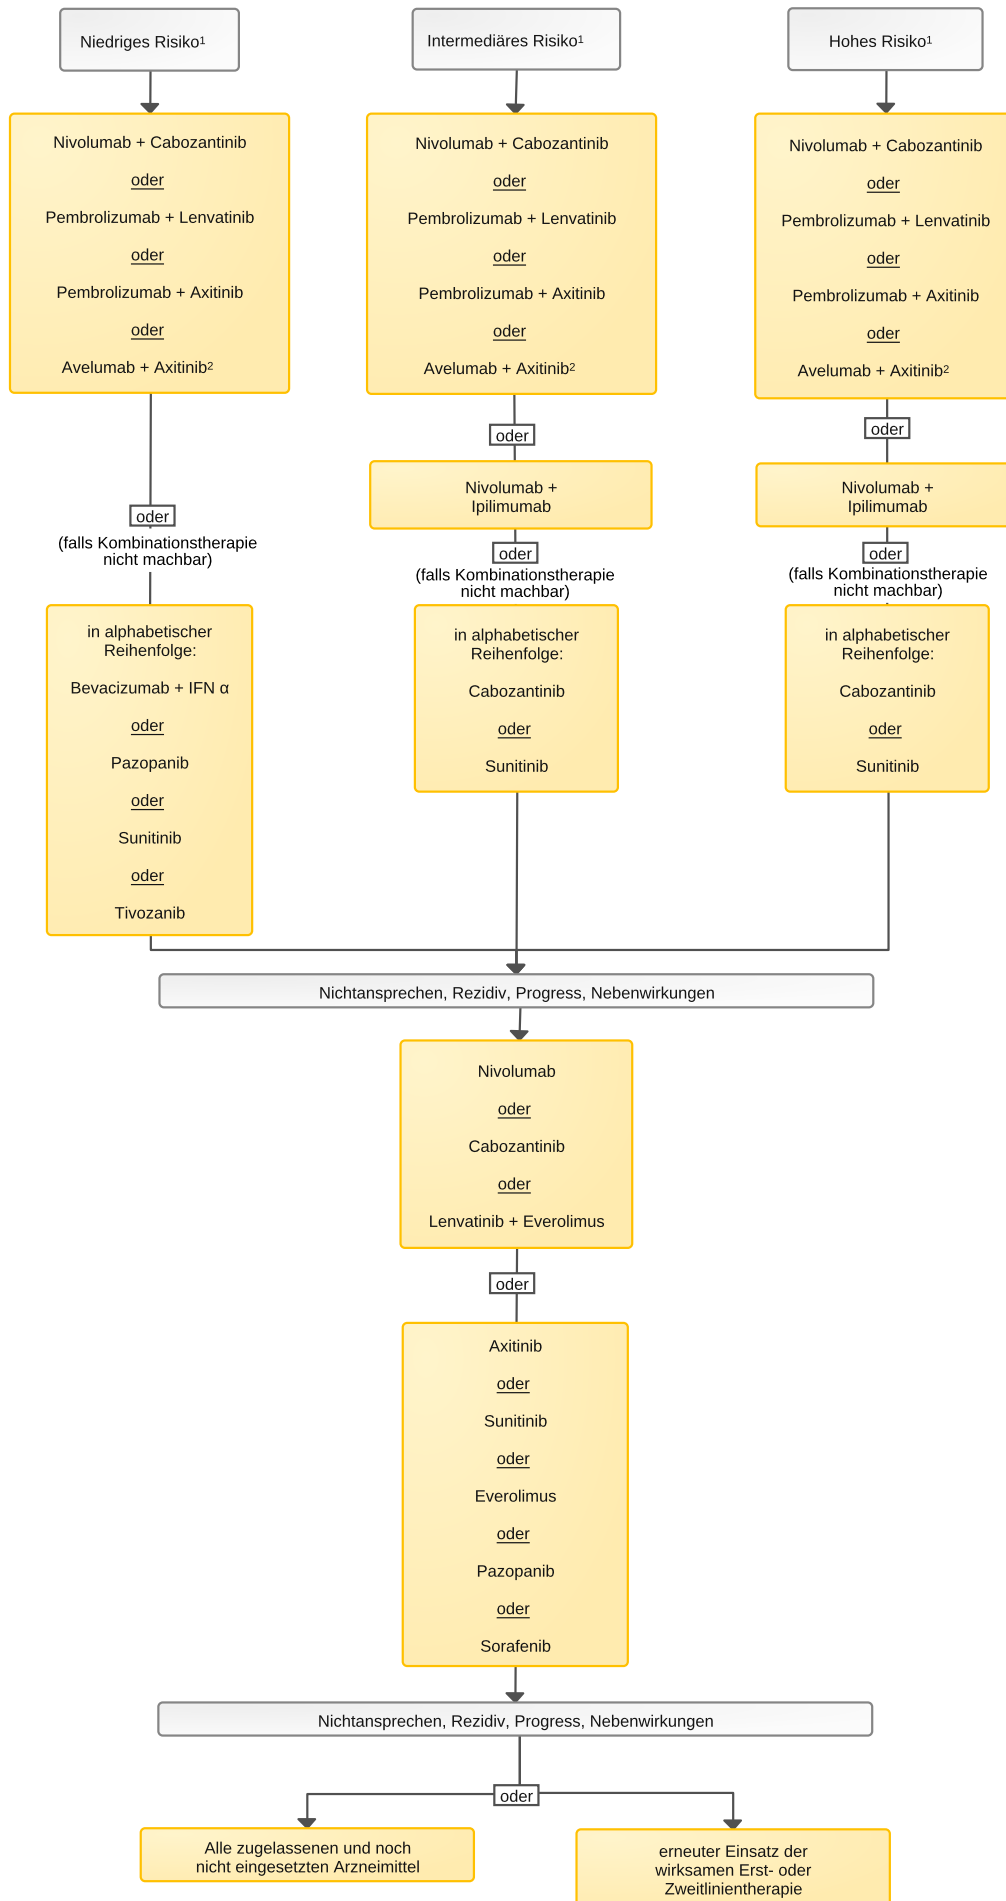 Niedriges Risiko¹
Intermediäres Risiko¹
Hohes Risiko¹
Nivolumab + Cabozantinib
oder
Pembrolizumab + Lenvatinib
oder
Pembrolizumab + Axitinib
oder
Avelumab + Axitinib²
oder
(falls Kombinationstherapie
nicht machbar)
in alphabetischer
Reihenfolge:
Bevacizumab + IFN α
oder
Pazopanib
oder
Sunitinib
oder
Tivozanib
Nivolumab + Cabozantinib
oder
Pembrolizumab + Lenvatinib
oder
Pembrolizumab + Axitinib
oder
Avelumab + Axitinib²
oder
Nivolumab +
Ipilimumab
oder
(falls Kombinationstherapie
nicht machbar)
in alphabetischer
Reihenfolge:
Cabozantinib
oder
Sunitinib
Nivolumab + Cabozantinib
oder
Pembrolizumab + Lenvatinib
oder
Pembrolizumab + Axitinib
oder
Avelumab + Axitinib²
oder
Nivolumab +
Ipilimumab
oder
(falls Kombinationstherapie
nicht machbar)
in alphabetischer
Reihenfolge:
Cabozantinib
oder
Sunitinib
Nichtansprechen, Rezidiv, Progress, Nebenwirkungen
Nivolumab
oder
Cabozantinib
oder
Lenvatinib + Everolimus
oder
Axitinib
oder
Sunitinib
oder
Everolimus
oder
Pazopanib
oder
Sorafenib
Nichtansprechen, Rezidiv, Progress, Nebenwirkungen
oder
Alle zugelassenen und noch
nicht eingesetzten Arzneimittel
erneuter Einsatz der
wirksamen Erst- oder
Zweitlinientherapie